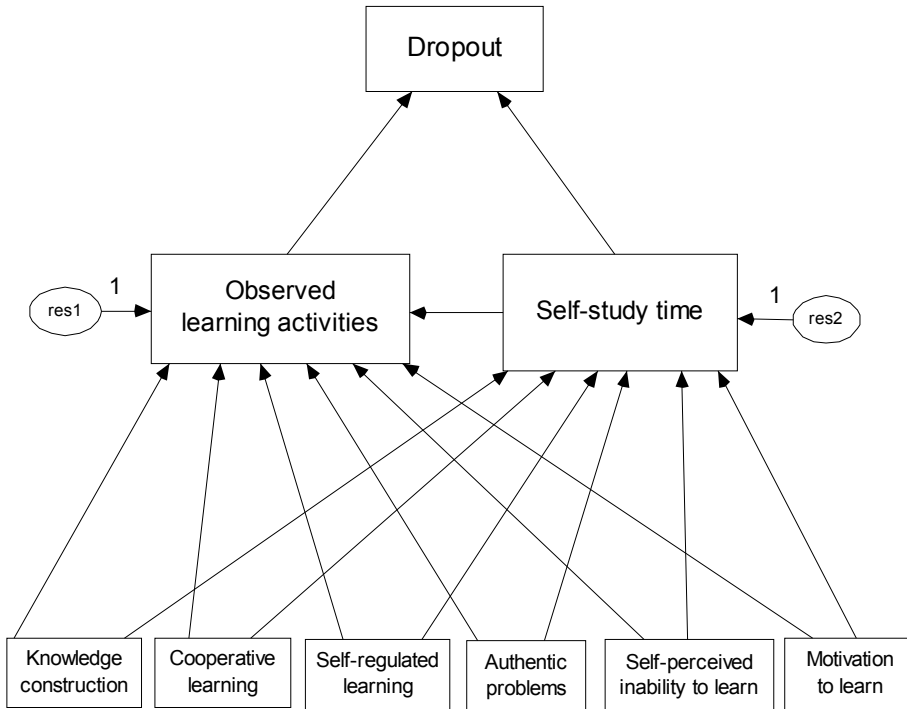 Dropout
Observed
learning activities
Self-study time
1
res1
1
res2
Knowledge
construction
Cooperative
learning
Self-regulated
learning
Authentic
problems
Self-perceived
inability to learn
Motivation
to learn